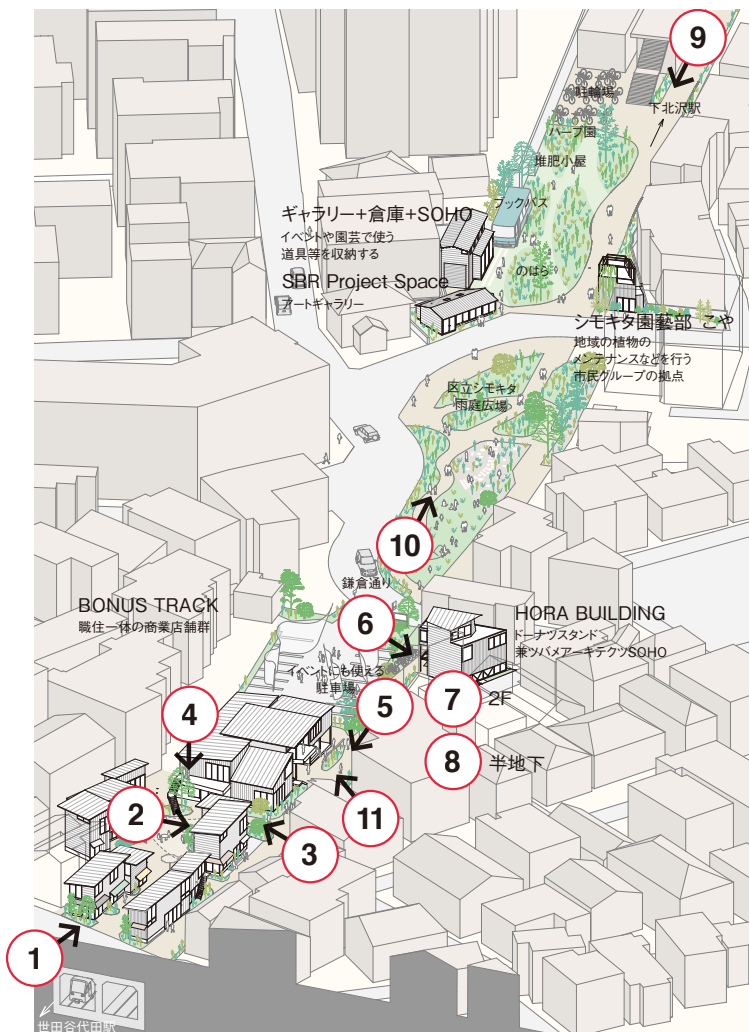 9
駐輪場
下北沢駅
ハーブ園
堆肥小屋
ブックバス
ギャラリー+倉庫+SOHO
イベントや園芸で使う
道具等を収納する
のはら
SRR Project Space
アートギャラリー
シモキタ園藝部 こや
地域の植物の
メンテナンスなどを行う
市民グループの拠点
区立シモキタ
雨庭広場
10
鎌倉通り
BONUS TRACK
職住一体の商業店舗群
6
HORA BUILDING
ドーナツスタンド
兼ツバメアーキテクツSOHO
イベントにも使える
駐車場
7
2F
5
4
8
半地下
2
11
3
1
世田谷代田駅